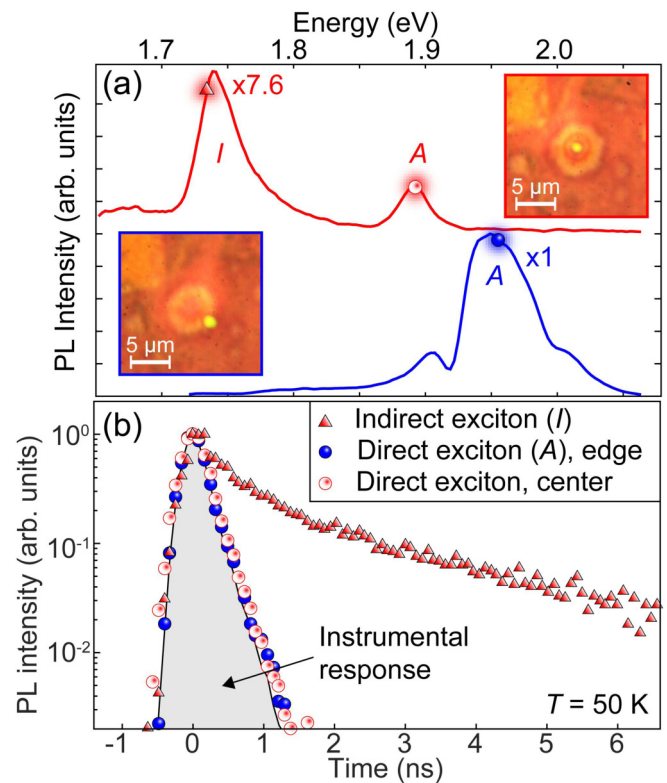 Energy (eV)
1.7 1.8 1.9 2.0
(a)
x7.6
I
A
5 µm
5 µm
A
x1
PL Intensity (arb. units)
(b)
Indirect exciton (I)
Direct exciton (A), edge
Direct exciton, center
10⁰
10⁻¹
10⁻²
PL intensity (arb. units)
Instrumental
response
T = 50 K
-1 0 1 2 3 4 5 6
Time (ns)